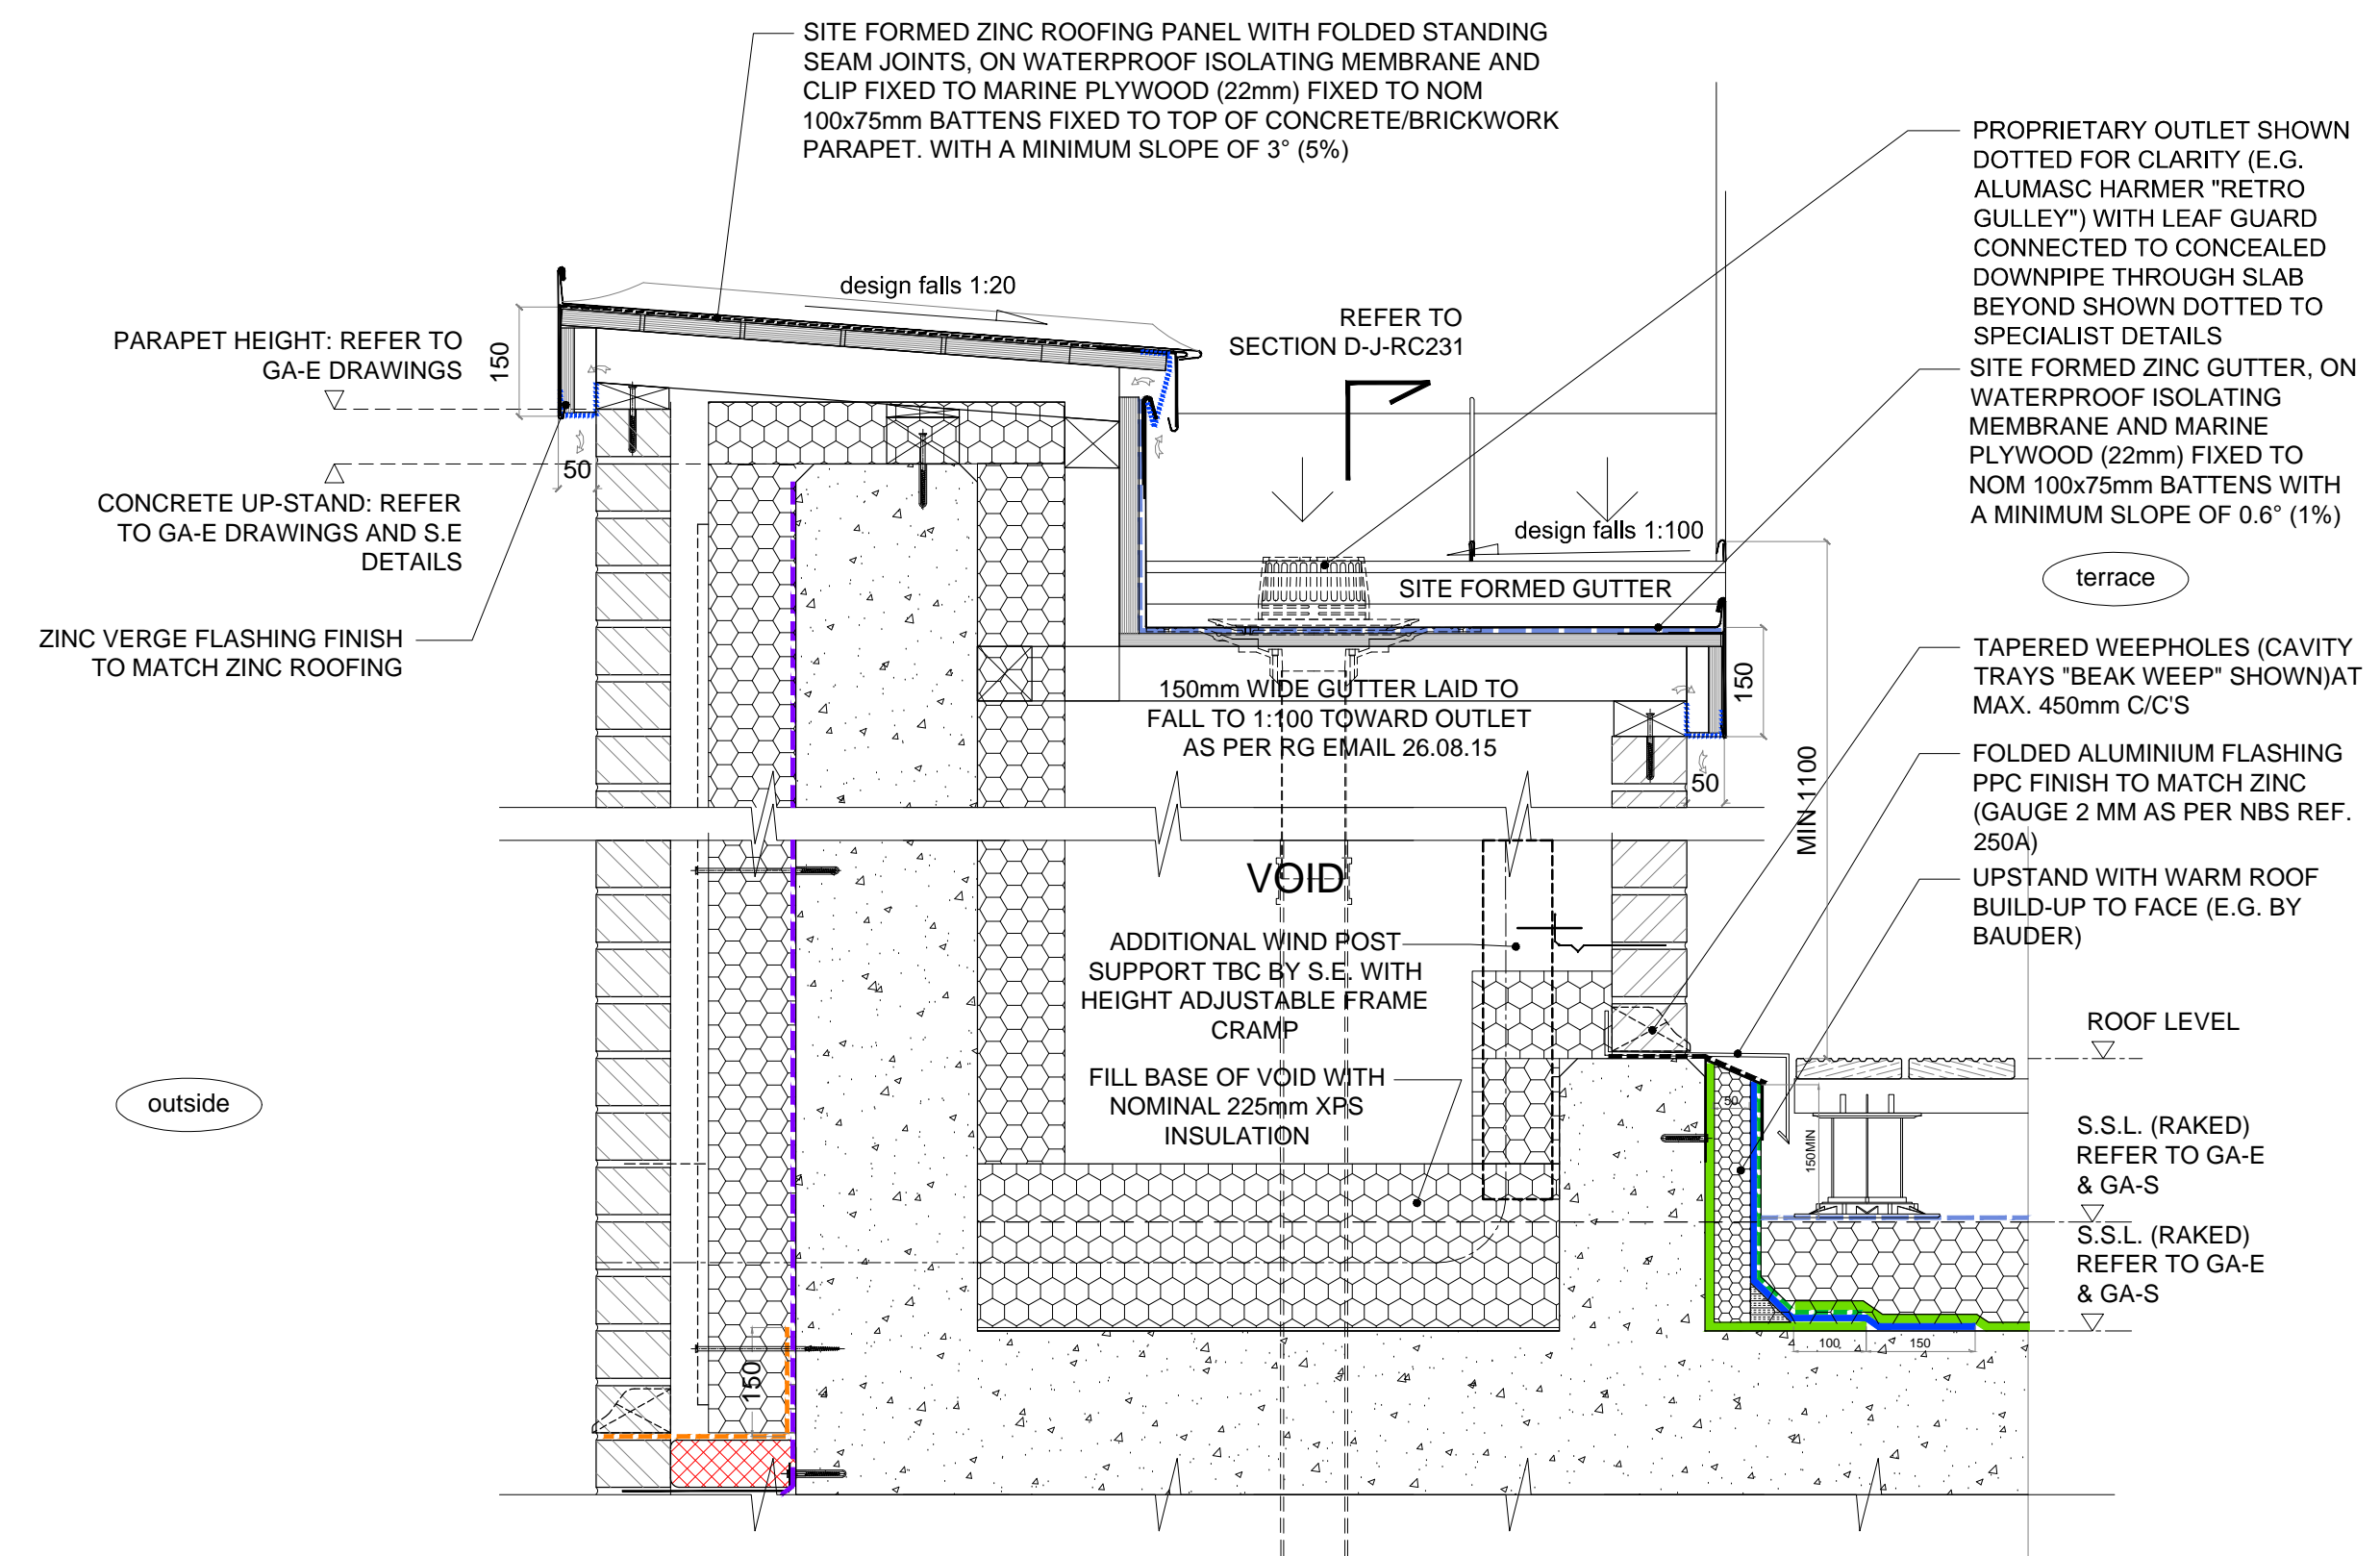 SITE FORMED ZINC ROOFING PANEL WITH FOLDED STANDING
SEAM JOINTS, ON WATERPROOF ISOLATING MEMBRANE AND
CLIP FIXED TO MARINE PLYWOOD (22mm) FIXED TO NOM
100x75mm BATTENS FIXED TO TOP OF CONCRETE/BRICKWORK
PARAPET. WITH A MINIMUM SLOPE OF 3° (5%)
PROPRIETARY OUTLET SHOWN
DOTTED FOR CLARITY (E.G.
ALUMASC HARMER "RETRO
GULLEY") WITH LEAF GUARD
CONNECTED TO CONCEALED
DOWNPIPE THROUGH SLAB
BEYOND SHOWN DOTTED TO
SPECIALIST DETAILS
design falls 1:20
REFER TO
SECTION D-J-RC231
PARAPET HEIGHT: REFER TO
GA-E DRAWINGS
150
50
SITE FORMED ZINC GUTTER, ON
WATERPROOF ISOLATING
MEMBRANE AND MARINE
PLYWOOD (22mm) FIXED TO
NOM 100x75mm BATTENS WITH
A MINIMUM SLOPE OF 0.6° (1%)
CONCRETE UP-STAND: REFER
TO GA-E DRAWINGS AND S.E
DETAILS
design falls 1:100
SITE FORMED GUTTER
terrace
ZINC VERGE FLASHING FINISH
TO MATCH ZINC ROOFING
TAPERED WEEPHOLES (CAVITY
TRAYS "BEAK WEEP" SHOWN)AT
MAX. 450mm C/C'S
150mm WIDE GUTTER LAID TO
FALL TO 1:100 TOWARD OUTLET
AS PER RG EMAIL 26.08.15
150
50
MIN 1100
FOLDED ALUMINIUM FLASHING
PPC FINISH TO MATCH ZINC
(GAUGE 2 MM AS PER NBS REF.
250A)
VOID
UPSTAND WITH WARM ROOF
BUILD-UP TO FACE (E.G. BY
BAUDER)
ADDITIONAL WIND POST
SUPPORT TBC BY S.E. WITH
HEIGHT ADJUSTABLE FRAME
CRAMP
ROOF LEVEL
FILL BASE OF VOID WITH
NOMINAL 225mm XPS
INSULATION
outside
50
150MIN
S.S.L. (RAKED)
REFER TO GA-E
& GA-S
S.S.L. (RAKED)
REFER TO GA-E
& GA-S
100
150
150